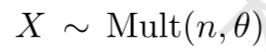 X ∼ Mult(n, θ)